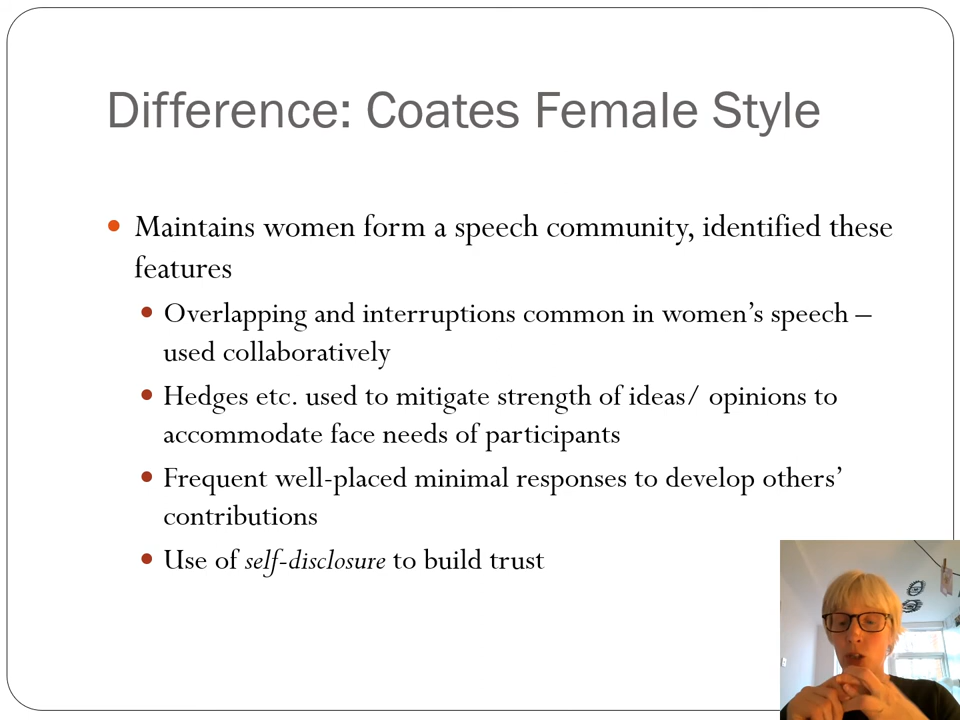 Difference: Coates Female Style
Maintains women form a speech community, identified these
features
Overlapping and interruptions common in women’s speech –
used collaboratively
Hedges etc. used to mitigate strength of ideas/ opinions to
accommodate face needs of participants
Frequent well-placed minimal responses to develop others’
contributions
Use of self-disclosure to build trust